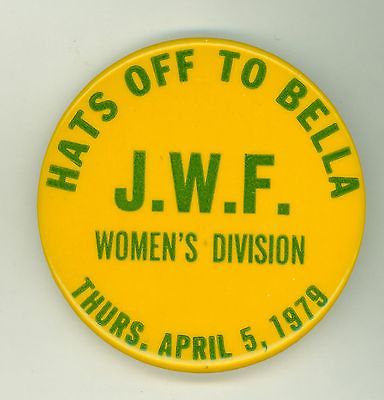 HATS OFF TO BELLA
J.W.F.
WOMEN'S DIVISION
THURS. APRIL 5, 1979